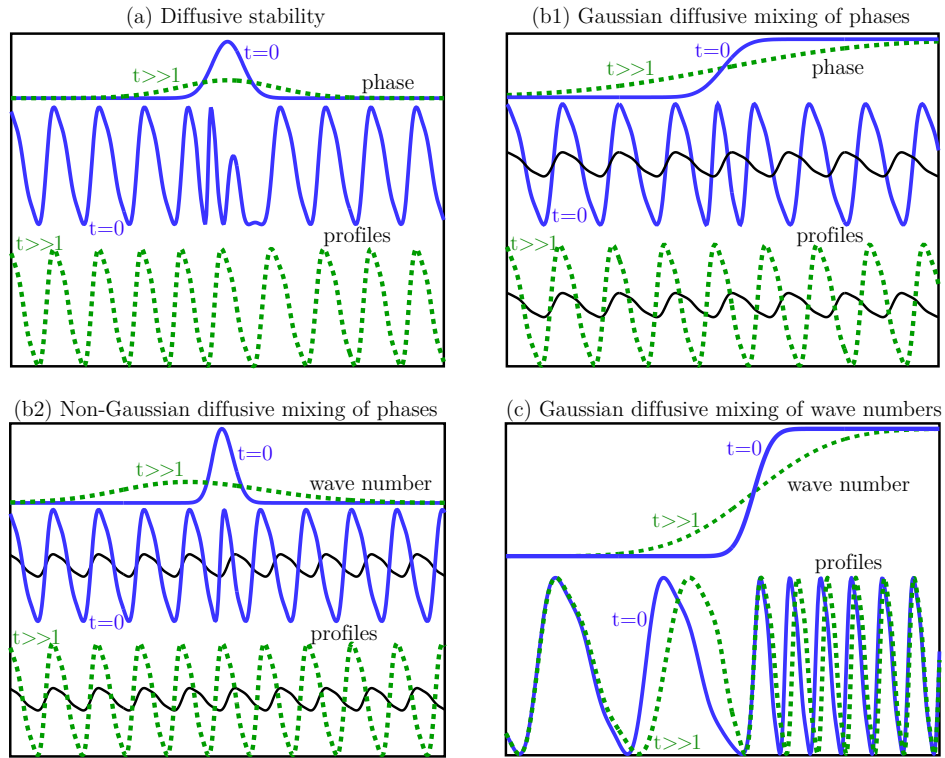 (a) Diffusive stability
t=0
t>>1
phase
t=0
profiles
t>>1
(b1) Gaussian diffusive mixing of phases
t=0
t>>1
phase
t=0
profiles
t>>1
(b2) Non-Gaussian diffusive mixing of phases
t=0
t>>1
wave number
t=0
profiles
t>>1
(c) Gaussian diffusive mixing of wave numbers
t=0
wave number
t>>1
profiles
t=0
t>>1